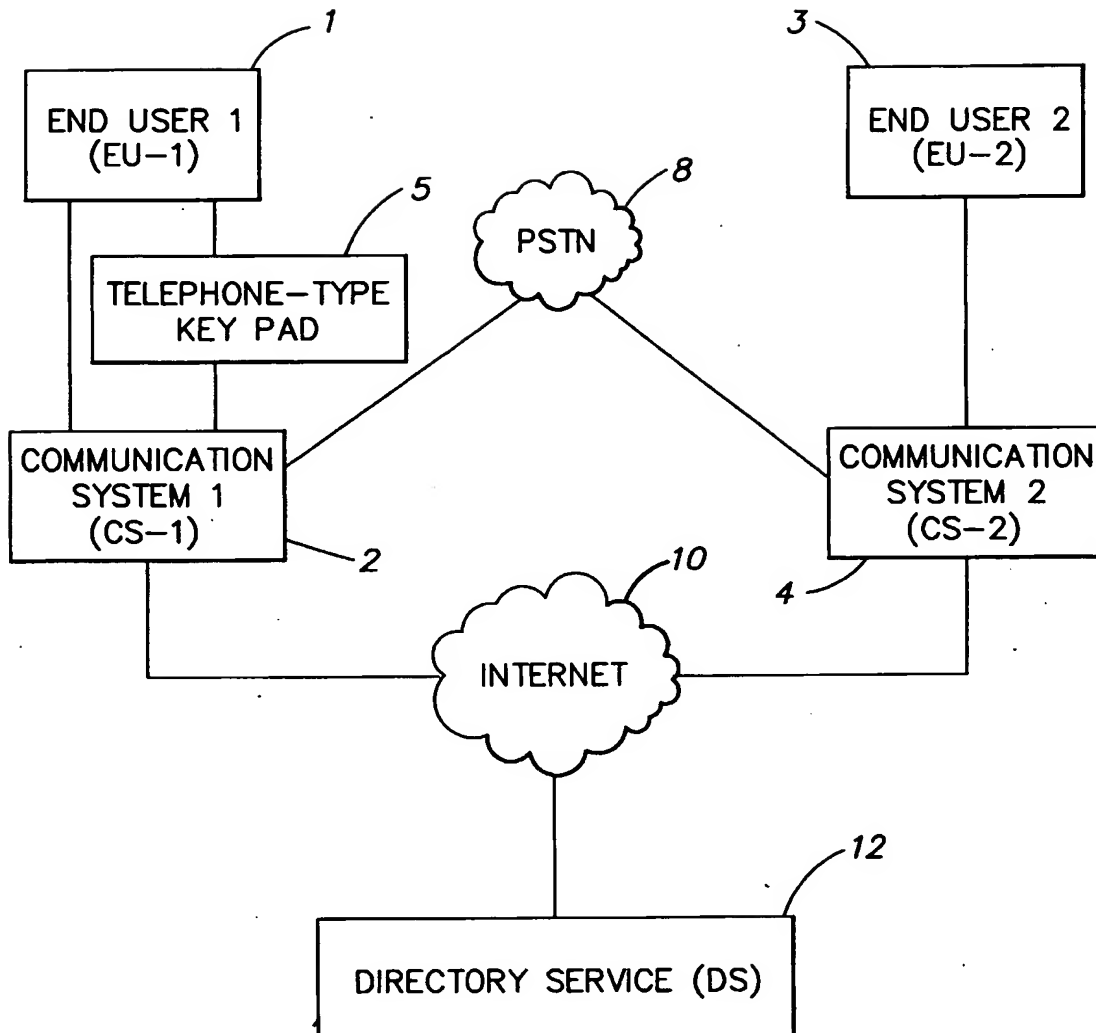 1
3
END USER 1
(EU-1)
END USER 2
(EU-2)
8
5
PSTN
TELEPHONE-TYPE
KEY PAD
COMMUNICATION
SYSTEM 1
(CS-1)
COMMUNICATION
SYSTEM 2
(CS-2)
2
10
4
INTERNET
12
DIRECTORY SERVICE (DS)